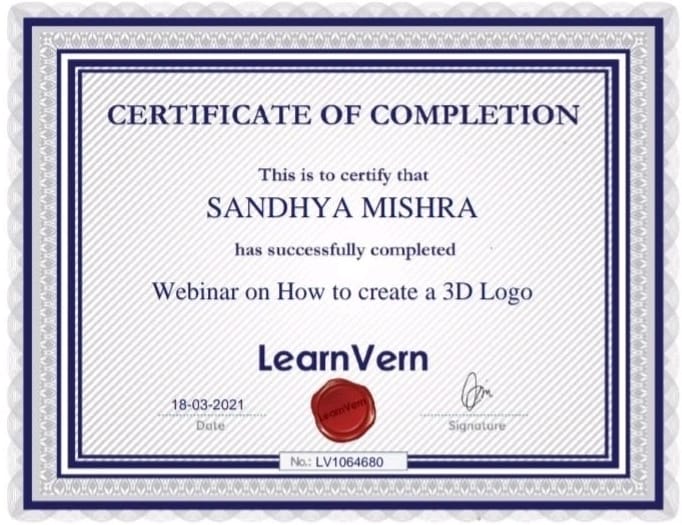 CERTIFICATE OF COMPLETION
This is to certify that
SANDHYA MISHRA
has successfully completed
Webinar on How to create a 3D Logo
LearnVern
18-03-2021
LearnVern
Date
Signature
No.: LV1064680